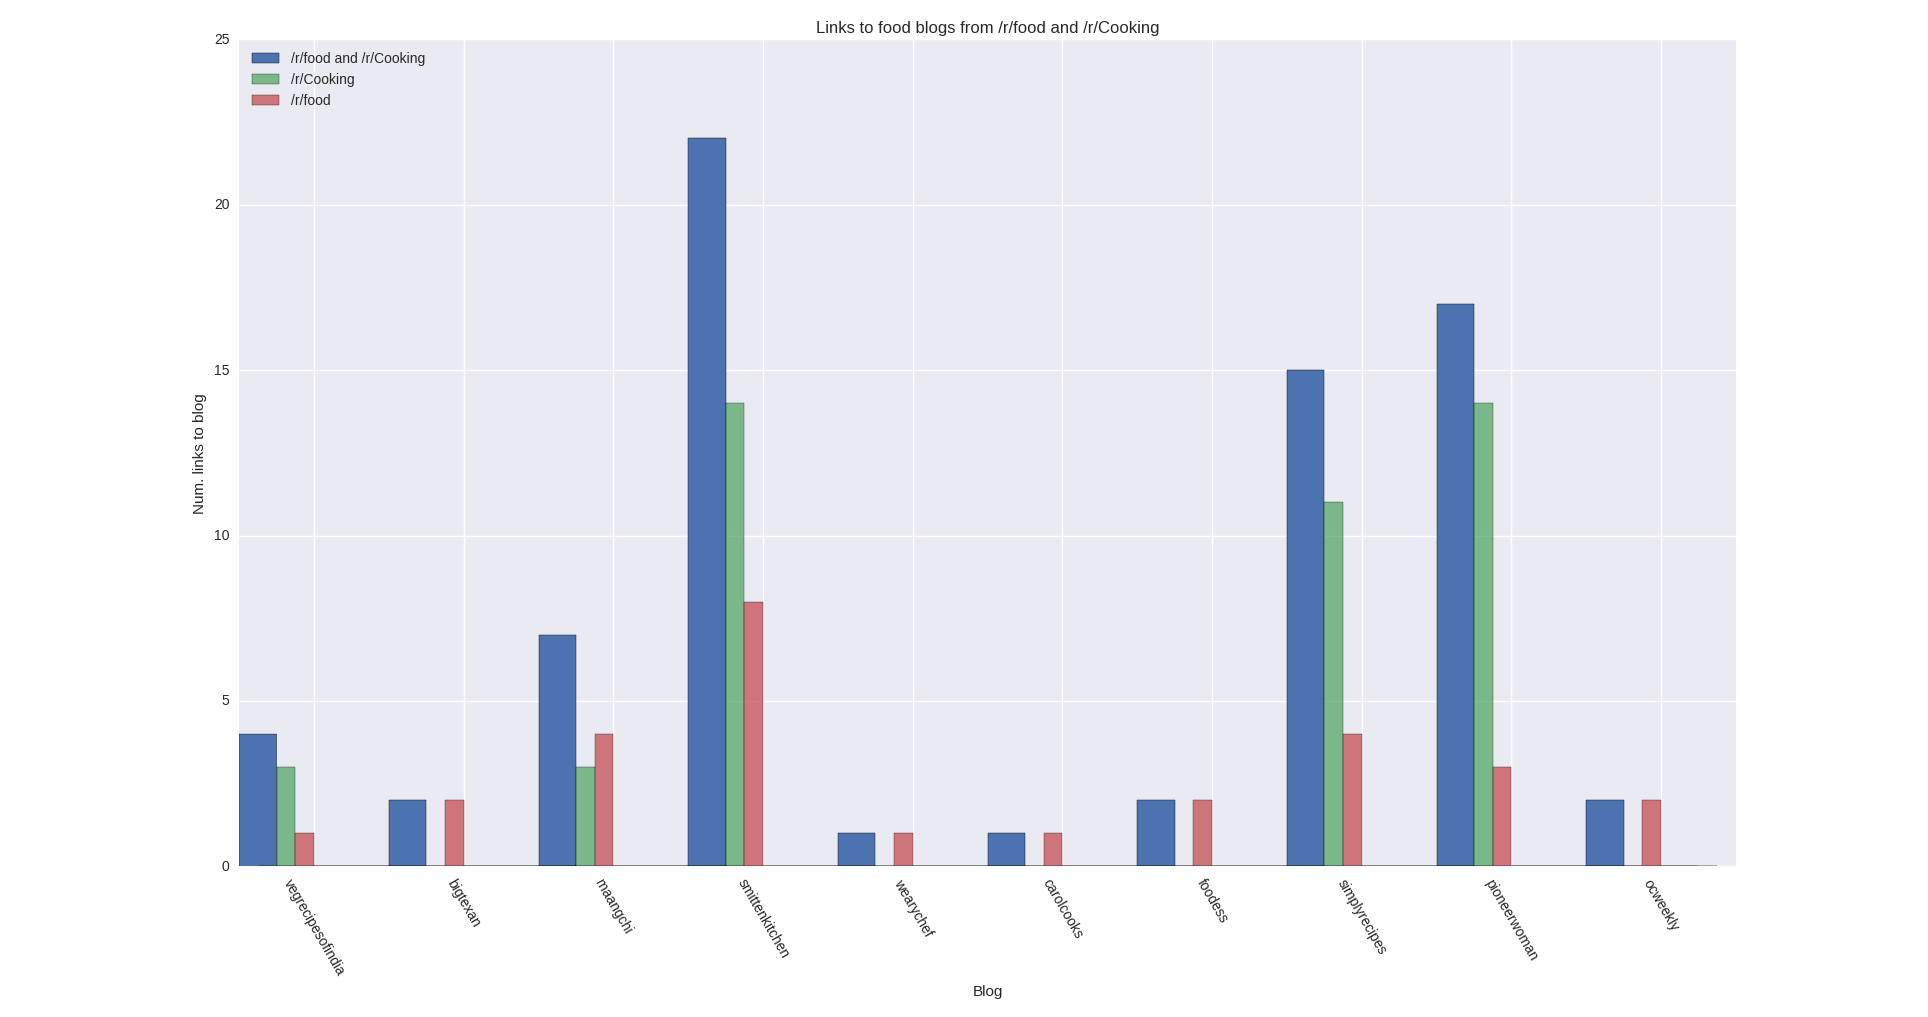 Links to food blogs from /r/food and /r/Cooking
/r/food and /r/Cooking
/r/Cooking
/r/food
25
20
15
10
5
0
Num. links to blog
vegrecipesofindia
bigtexan
maangchi
smittenkitchen
wearychef
carolcooks
foodess
simplyrecipes
pioneerwoman
ocweekly
Blog